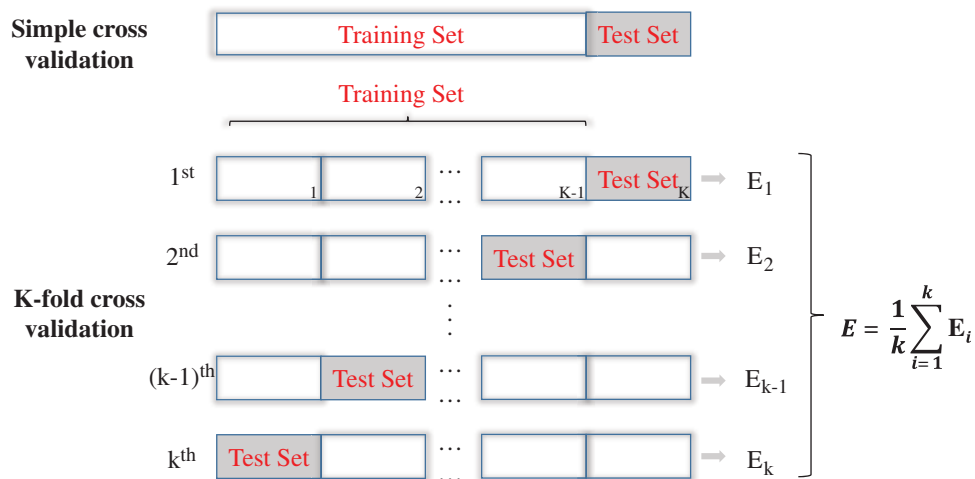 Simple cross
validation
Training Set
Test Set
Training Set
1st
1
2
... ...
K-1
Test Set
K
E1
2nd
... ...
Test Set
E2
K-fold cross
validation
⋮
E = 1/k ∑_{i=1}^{k} Ei
(k-1)th
Test Set
... ...
Ek-1
kth
Test Set
... ...
Ek